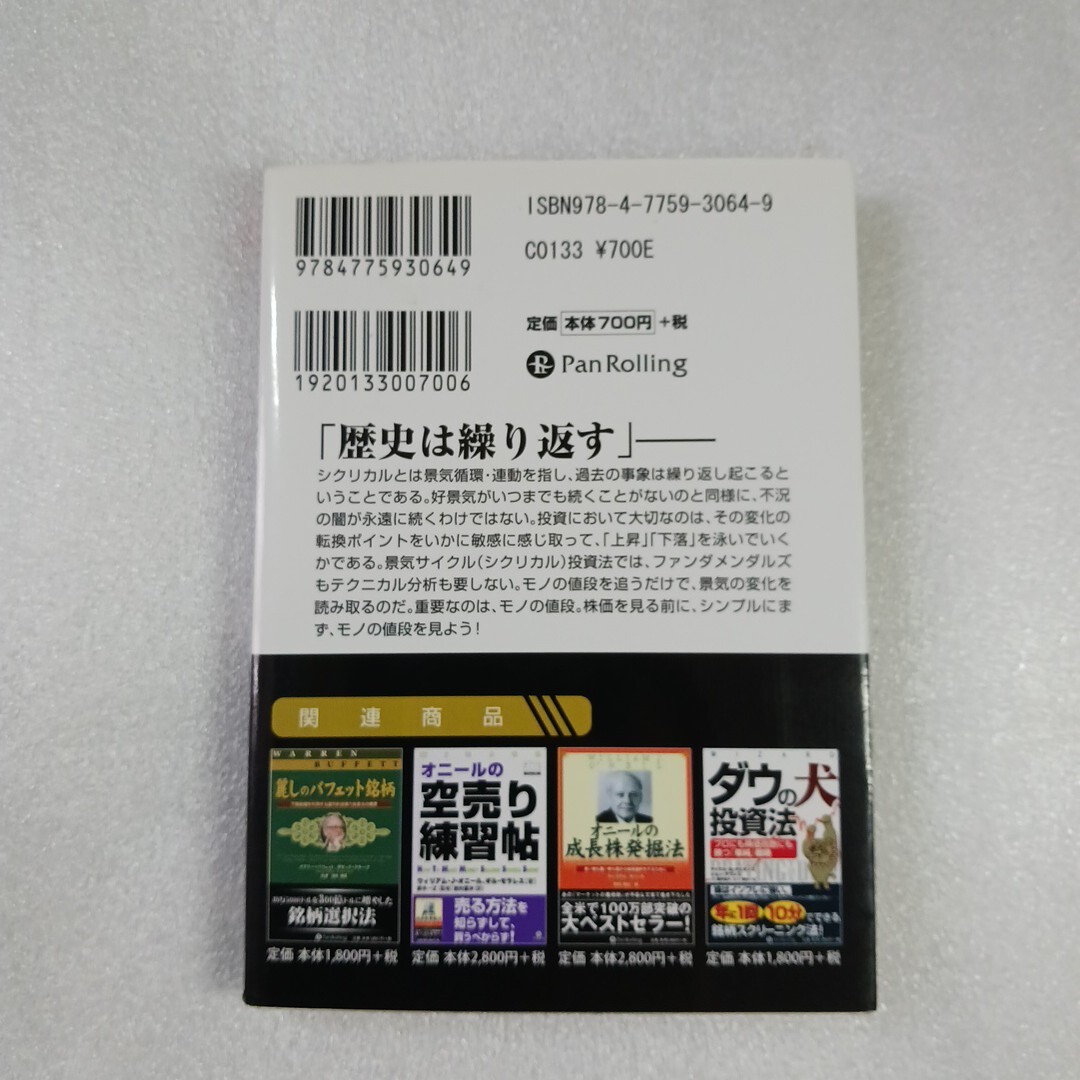 9784775930649
ISBN978-4-7759-3064-9
C0133 ¥700E
1920133007006
定価 本体700円 +税
PanRolling
「歴史は繰り返す」――
シクリカルとは景気循環・連動を指し、過去の事象は繰り返し起こると
いうことである。好景気がいつまでも続くことがないのと同様に、不況
の闇が永遠に続くわけではない。投資において大切なのは、その変化の
転換ポイントをいかに敏感に感じ取って、「上昇」「下落」を泳いでいく
かである。景気サイクル(シクリカル)投資法では、ファンダメンダルズ
もテクニカル分析も要しない。モノの値段を追うだけで、景気の変化を
読み取るのだ。重要なのは、モノの値段。株価を見る前に、シンプルにま
ず、モノの値段を見よう!
関連商品
WARREN
BUFFETT
麗しのバフェット銘柄
銘柄選択法
定価 本体1,800円+税
オニールの
空売り
練習帖
ウィリアム・J・オニール、ギル・モラレス[著]
売る方法を
知らずして、
買うべからず!
定価 本体2,800円+税
オニールの
成長株発掘法
全米で100万部突破の
大ベストセラー!
定価 本体2,800円+税
ダウの犬
投資法
年に1回10分でできる
銘柄スクリーニング法!
定価 本体1,800円+税